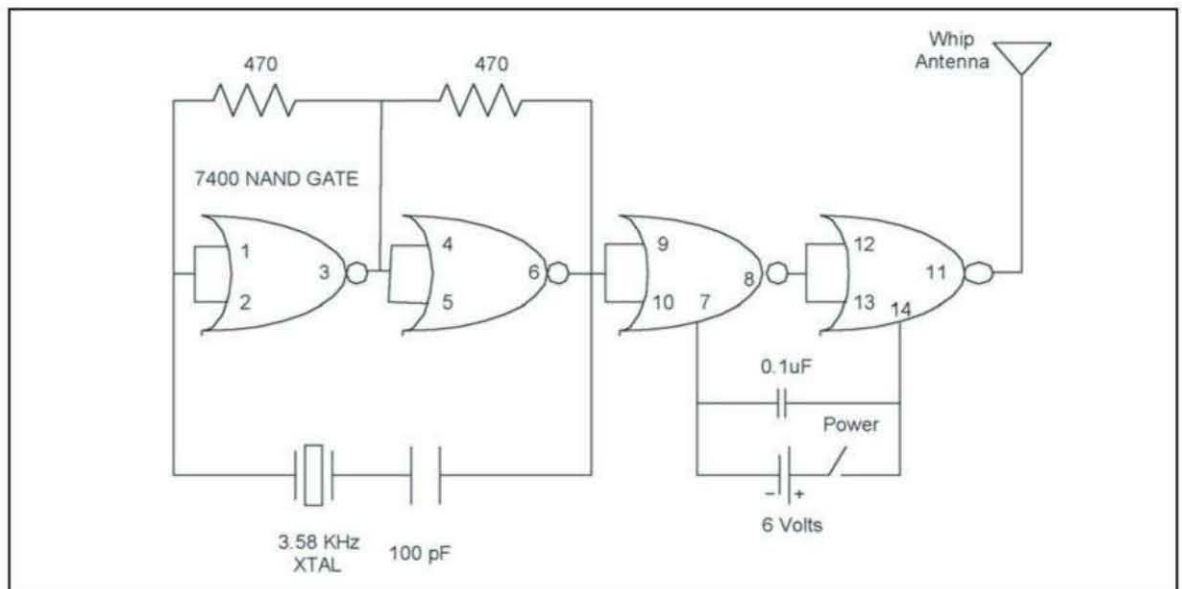 Whip
Antenna
470
470
7400 NAND GATE
1
2
3
4
5
6
9
10
7
8
12
13
11
14
0.1uF
Power
- +
6 Volts
3.58 KHz
XTAL
100 pF